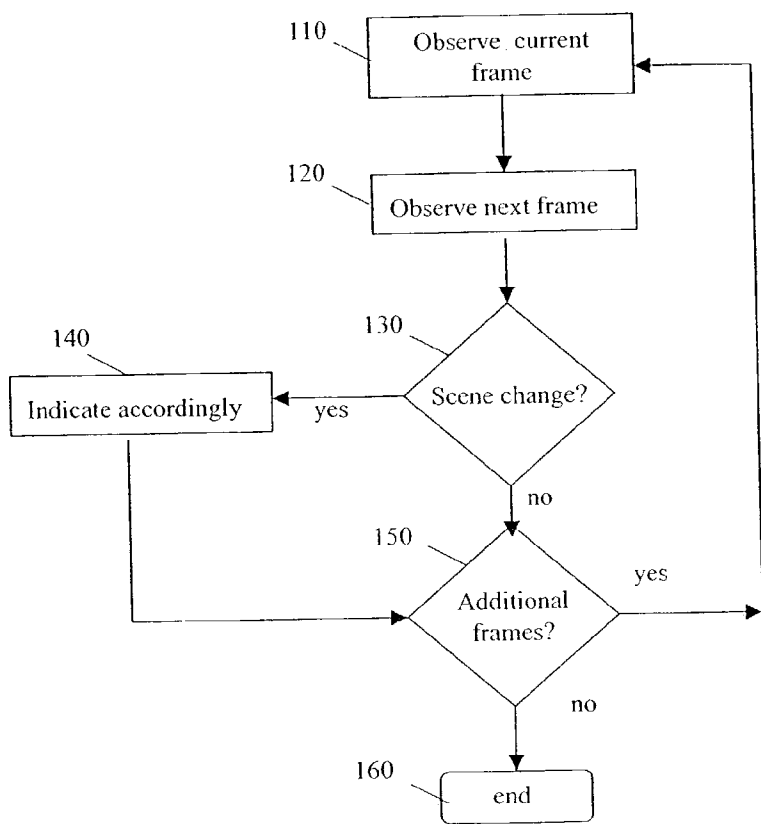 110
Observe current
frame
120
Observe next frame
130
Scene change?
140
Indicate accordingly
yes
no
150
Additional
frames?
yes
no
160
end